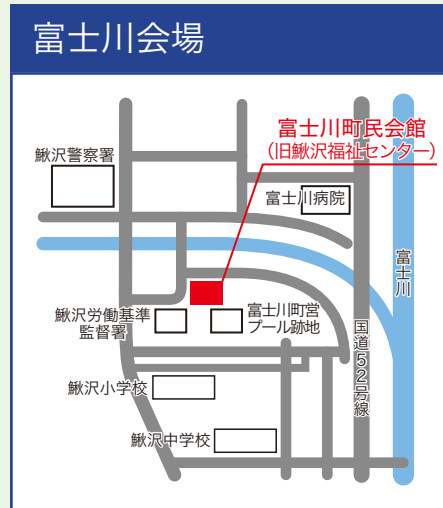 富士川会場
富士川町民会館
（旧鰍沢福祉センター）
鰍沢警察署
富士川病院
富士川
鰍沢労働基準
監督署
富士川町営
プール跡地
国道52号線
鰍沢小学校
鰍沢中学校